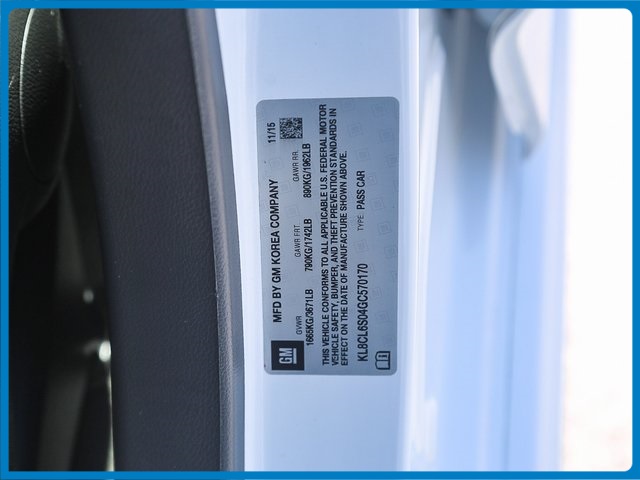 MFD BY GM KOREA COMPANY 11/15
GVWR GAWR FRT GAWR RR
1665KG/3671LB 790KG/1742LB 890KG/1962LB
GM
THIS VEHICLE CONFORMS TO ALL APPLICABLE U.S. FEDERAL MOTOR
VEHICLE SAFETY, BUMPER, AND THEFT PREVENTION STANDARDS IN
EFFECT ON THE DATE OF MANUFACTURE SHOWN ABOVE.
TYPE PASS CAR
KL8CL6S04GC570170